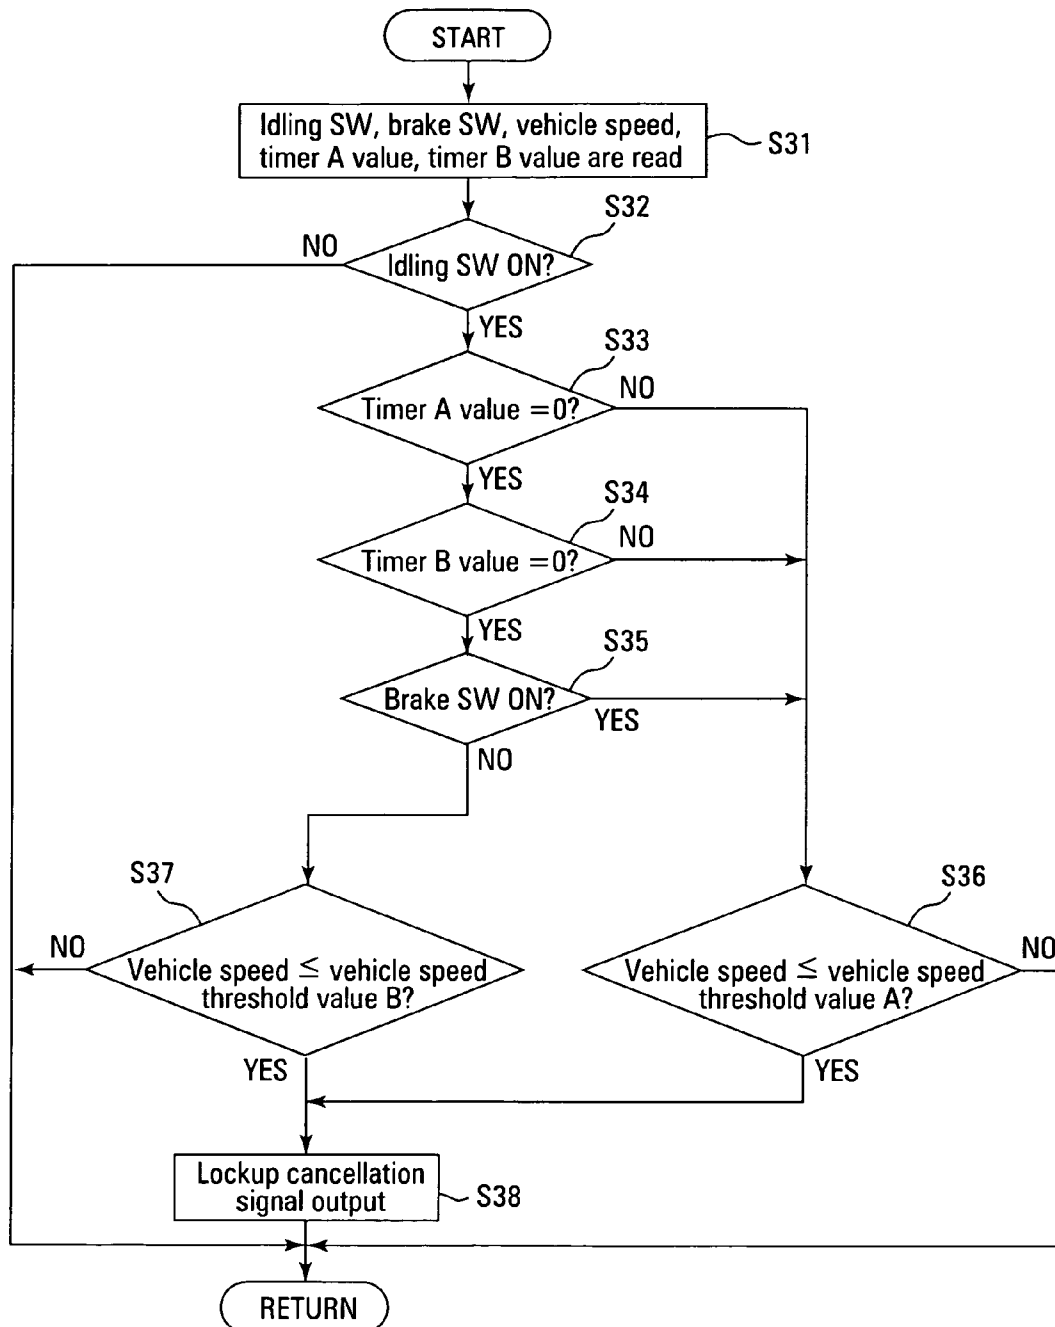 START
Idling SW, brake SW, vehicle speed,
timer A value, timer B value are read
S31
S32
NO
Idling SW ON?
YES
S33
NO
Timer A value =0?
YES
S34
NO
Timer B value =0?
YES
S35
Brake SW ON?
YES
NO
S37
S36
NO
Vehicle speed ≦ vehicle speed
threshold value B?
NO
Vehicle speed ≦ vehicle speed
threshold value A?
YES
YES
Lockup cancellation
signal output
S38
RETURN